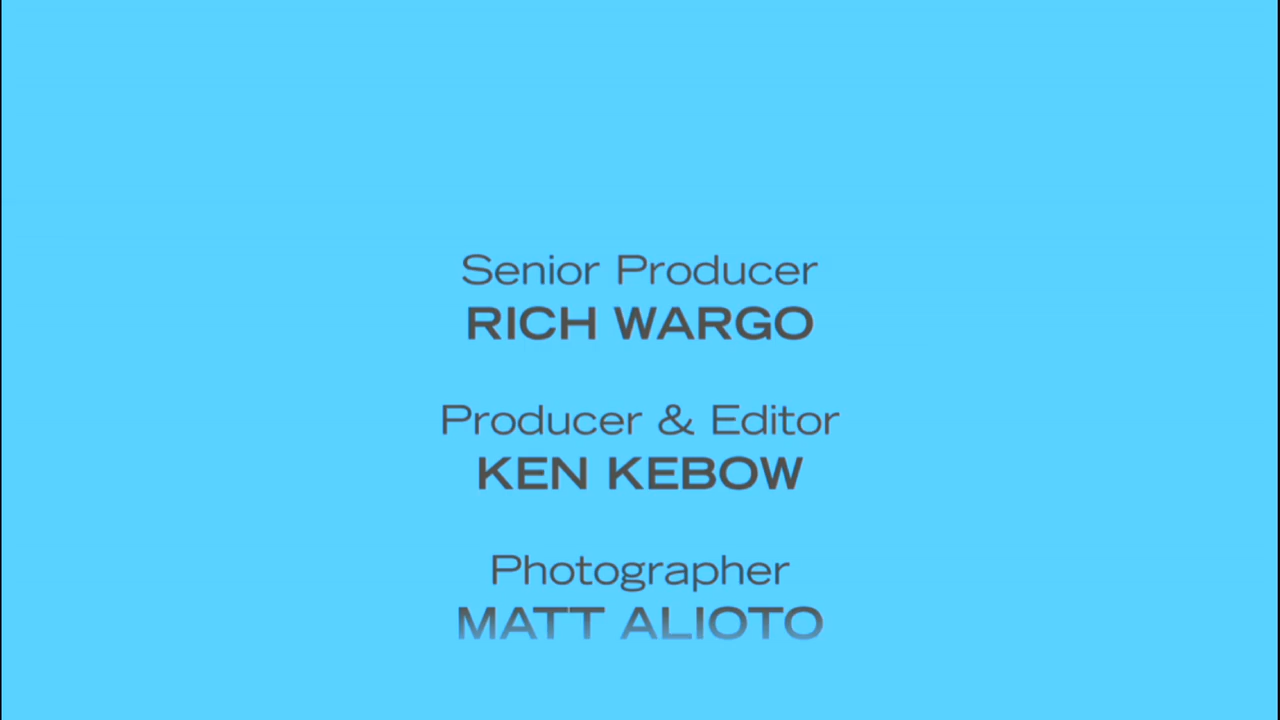 Senior Producer
RICH WARGO
Producer & Editor
KEN KEBOW
Photographer
MATT ALIOTO